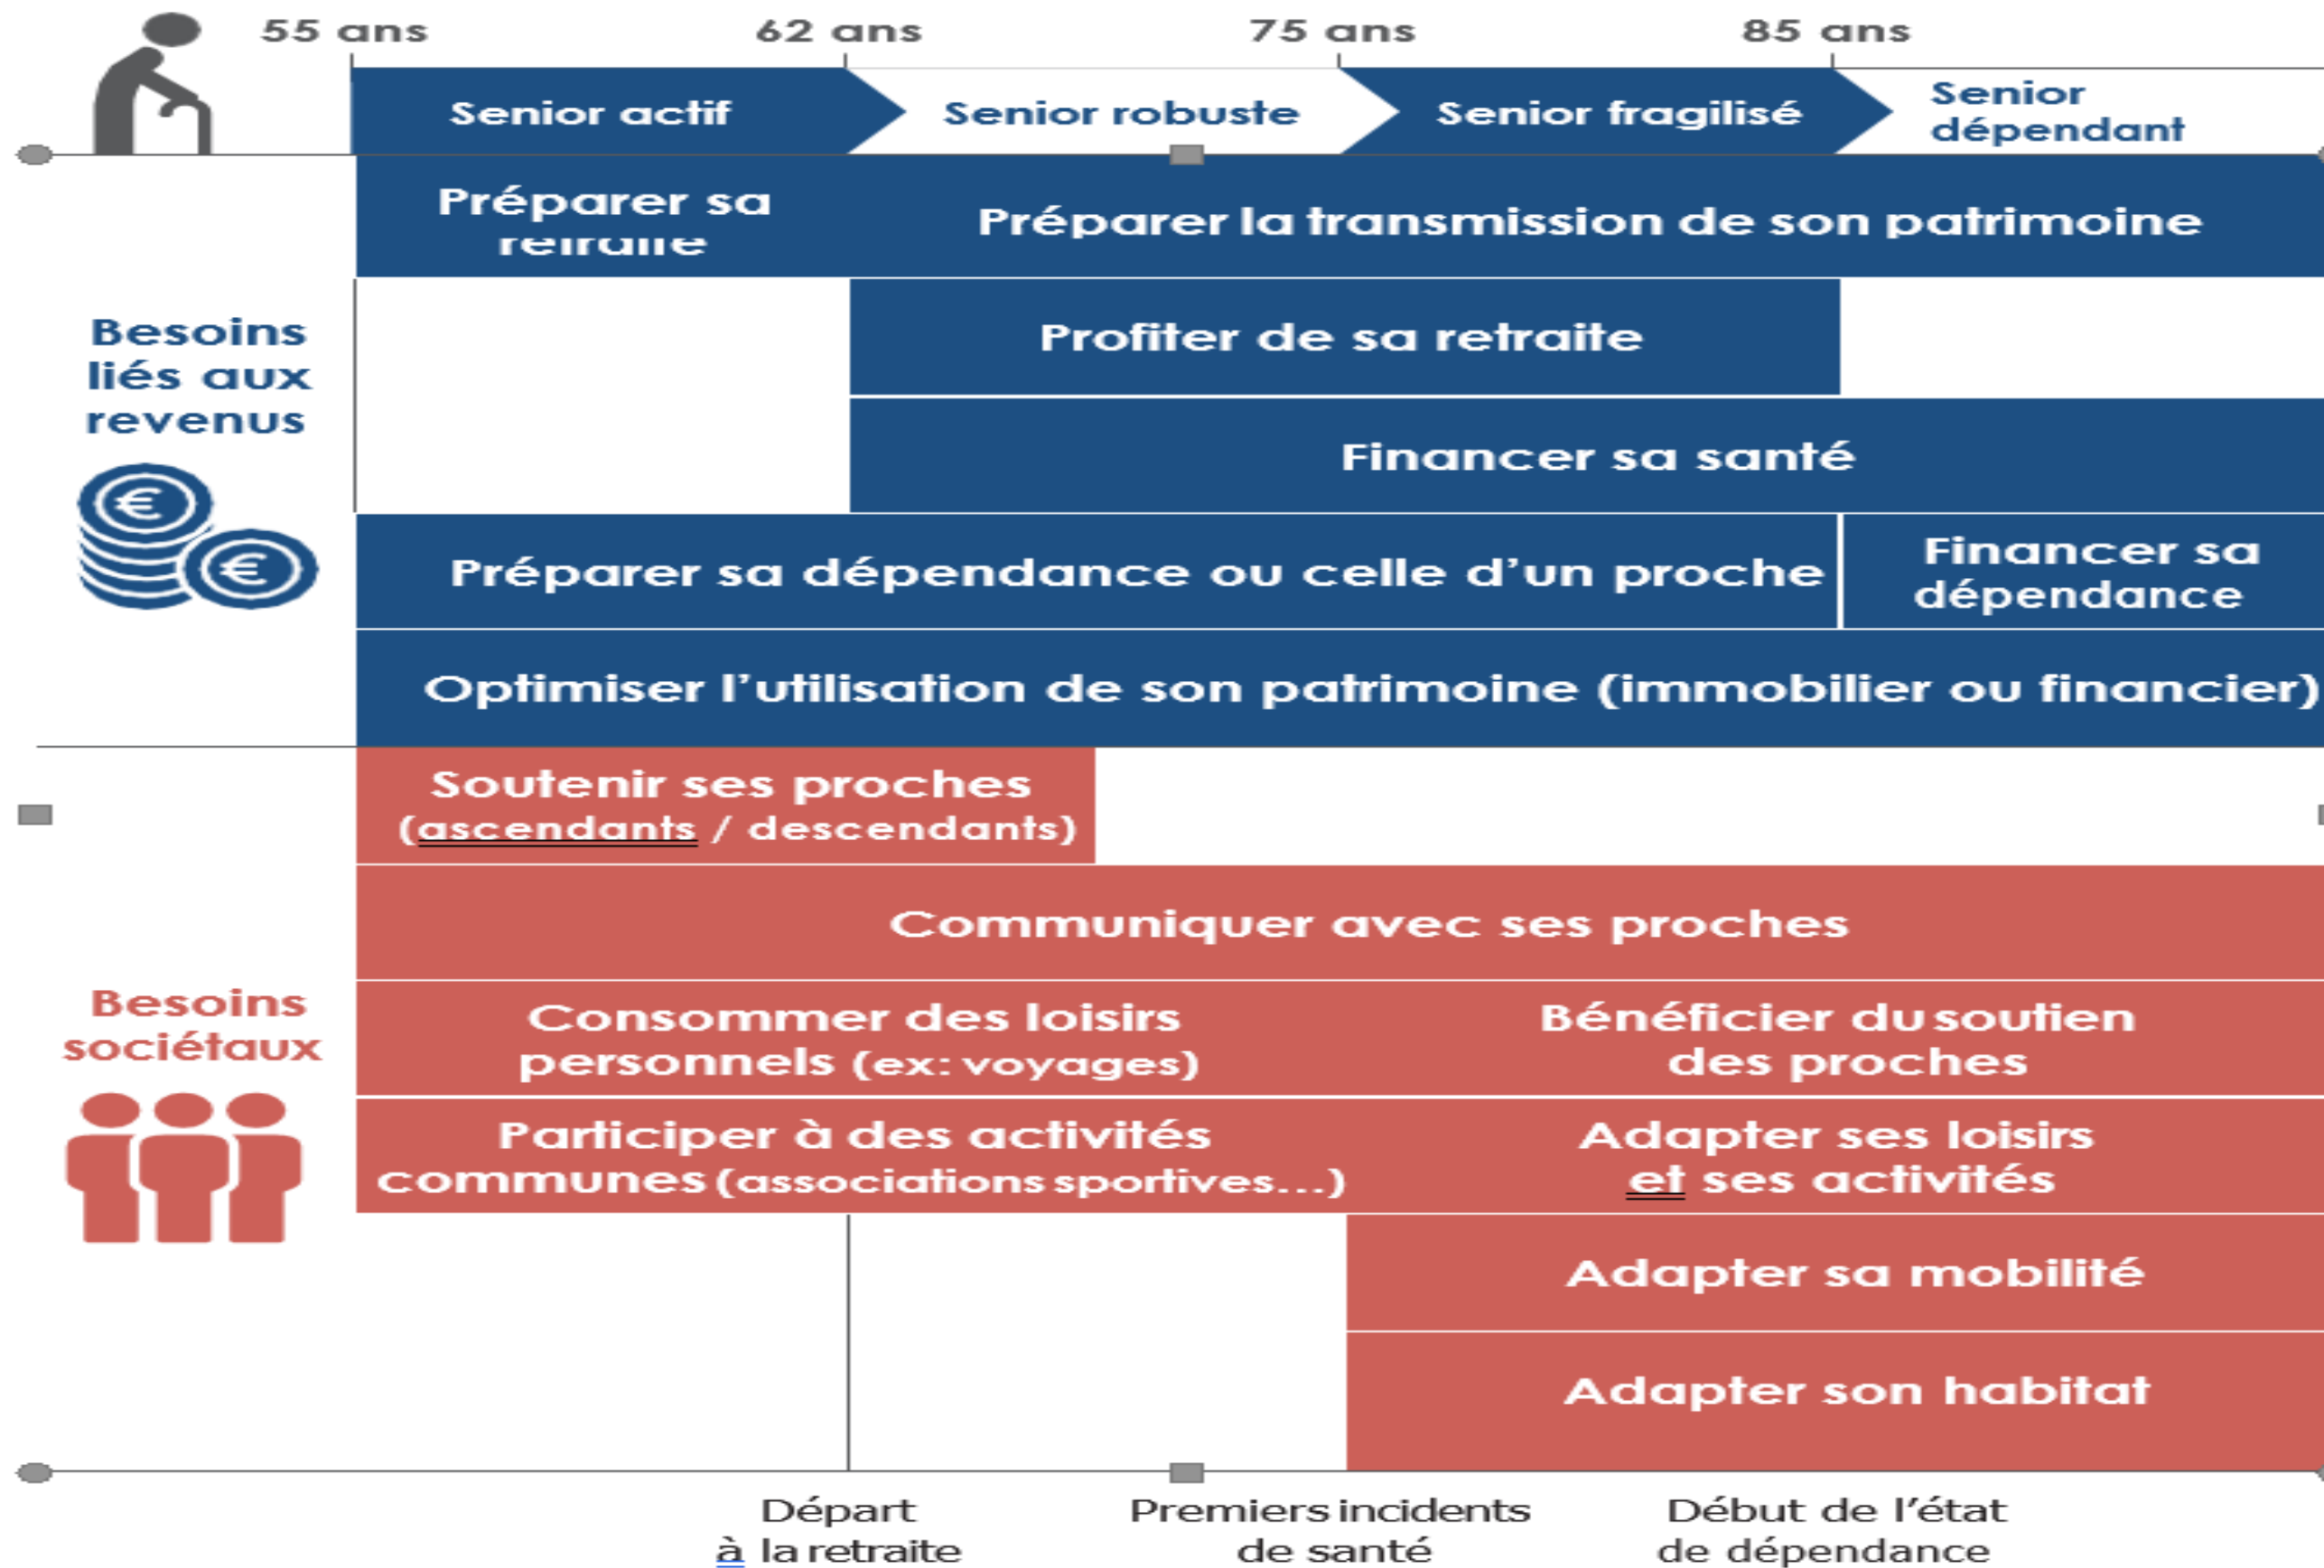 55 ans
62 ans
75 ans
85 ans
Senior actif
Senior robuste
Senior fragilisé
Senior
dépendant
Préparer sa
retraite
Préparer la transmission de son patrimoine
Besoins
liés aux
revenus
Profiter de sa retraite
Financer sa santé
€
€
Préparer sa dépendance ou celle d’un proche
Financer sa
dépendance
Optimiser l’utilisation de son patrimoine (immobilier ou financier)
Soutenir ses proches
(ascendants / descendants)
Communiquer avec ses proches
Besoins
sociétaux
Consommer des loisirs
personnels (ex: voyages)
Bénéficier du soutien
des proches
Participer à des activités
communes (associations sportives...)
Adapter ses loisirs
et ses activités
Adapter sa mobilité
Adapter son habitat
Départ
à la retraite
Premiers incidents
de santé
Début de l’état
de dépendance